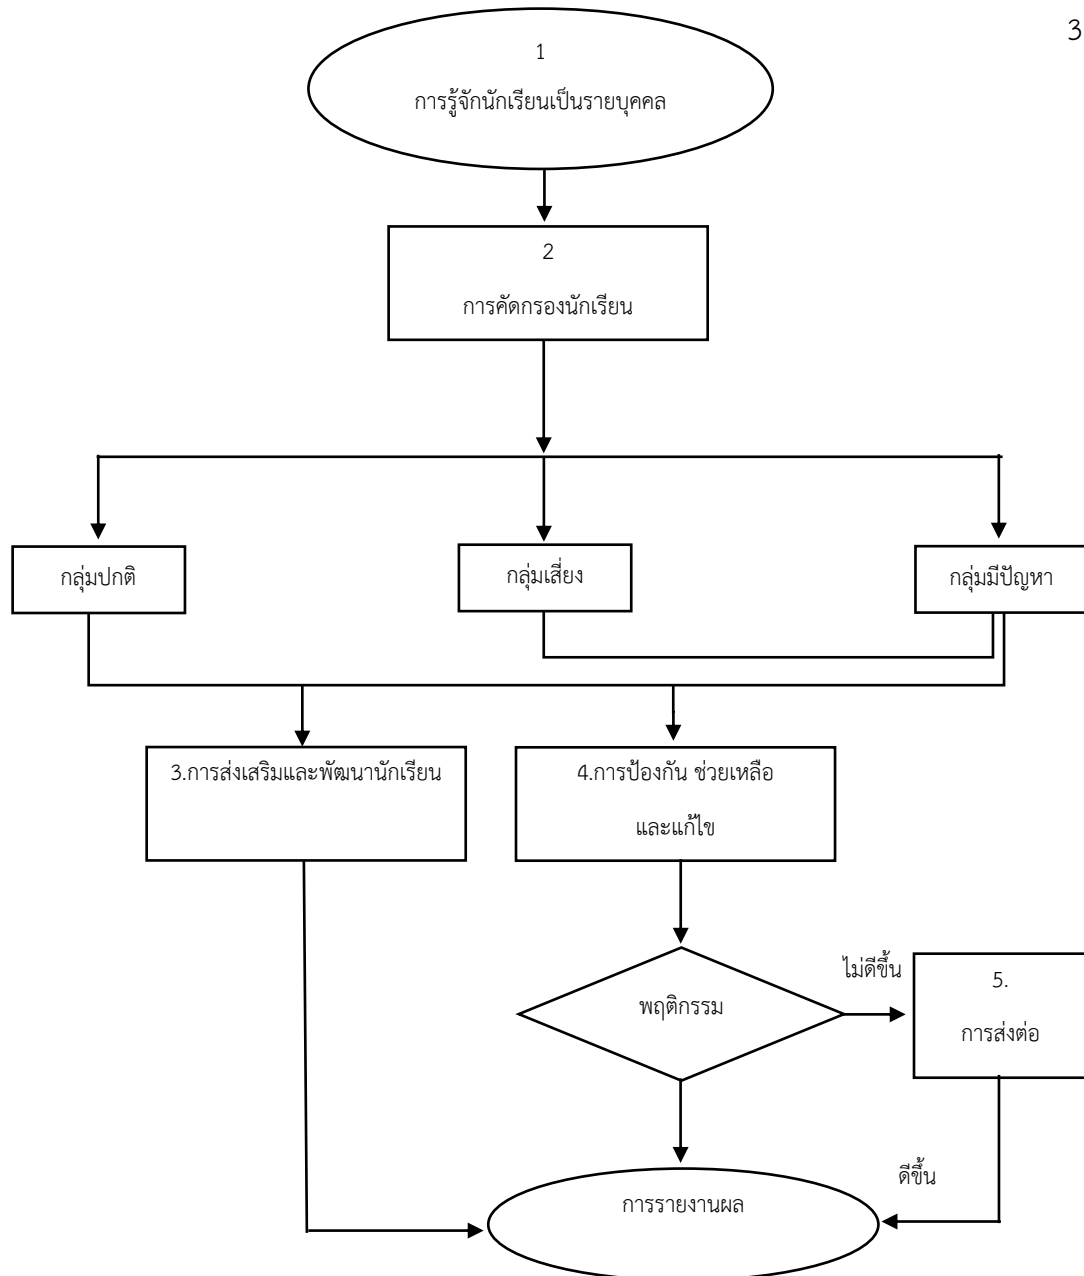 3
1
การรู้จักนักเรียนเป็นรายบุคคล
2
การคัดกรองนักเรียน
กลุ่มปกติ
กลุ่มเสี่ยง
กลุ่มมีปัญหา
3.การส่งเสริมและพัฒนานักเรียน
4.การป้องกัน ช่วยเหลือ
และแก้ไข
พฤติกรรม
ไม่ดีขึ้น
5.
การส่งต่อ
ดีขึ้น
การรายงานผล